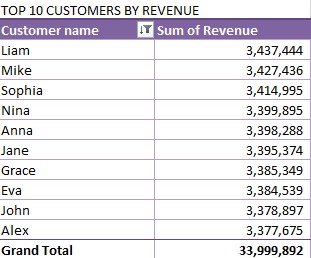 TOP 10 CUSTOMERS BY REVENUE
Customer name Sum of Revenue
Liam 3,437,444
Mike 3,427,436
Sophia 3,414,995
Nina 3,399,895
Anna 3,398,288
Jane 3,395,374
Grace 3,385,349
Eva 3,384,539
John 3,378,897
Alex 3,377,675
Grand Total 33,999,892